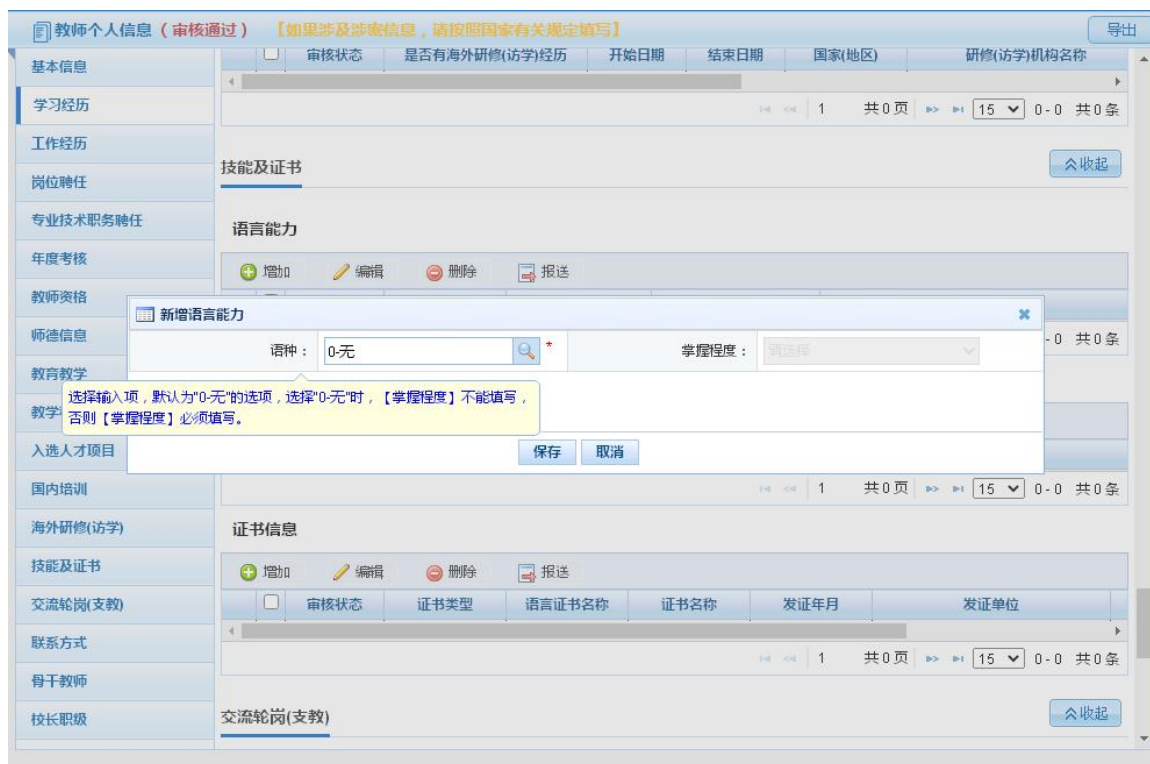 教师个人信息（审核通过） 【如果涉及涉密信息，请按照国家有关规定填写】 导出
基本信息
学习经历
工作经历
岗位聘任
专业技术职务聘任
年度考核
教师资格
师德信息
教育教学
教学
入选人才项目
国内培训
海外研修(访学)
技能及证书
交流轮岗(支教)
联系方式
骨干教师
校长职级
审核状态 是否有海外研修(访学)经历 开始日期 结束日期 国家(地区) 研修(访学)机构名称
1 共0页 15 0-0 共0条
技能及证书 收起
语言能力
增加 编辑 删除 报送
新增语言能力
语种： 0-无 * 掌握程度： 请选择
-0 共0条
选择输入项，默认为"0-无"的选项，选择"0-无"时，【掌握程度】不能填写，
否则【掌握程度】必须填写。
保存 取消
1 共0页 15 0-0 共0条
证书信息
增加 编辑 删除 报送
审核状态 证书类型 语言证书名称 证书名称 发证年月 发证单位
1 共0页 15 0-0 共0条
交流轮岗(支教) 收起